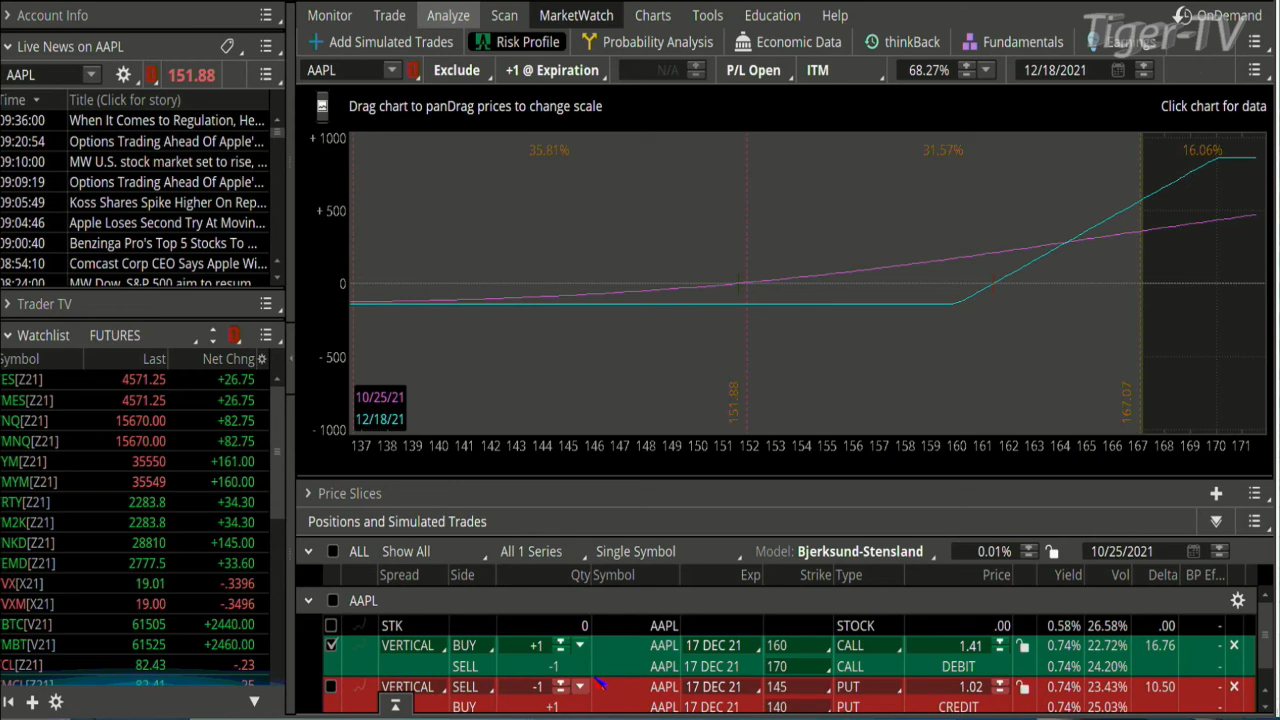 Account Info
Live News on AAPL
AAPL 151.88
Time Title (Click for story)
09:36:00 When It Comes to Regulation, He...
09:20:54 Options Trading Ahead Of Apple'...
09:10:00 MW U.S. stock market set to rise, ...
09:09:19 Options Trading Ahead Of Apple'...
09:05:49 Koss Shares Spike Higher On Rep...
09:04:46 Apple Loses Second Try At Movin...
09:00:40 Benzinga Pro's Top 5 Stocks To ...
08:54:10 Comcast Corp CEO Says Apple Wi...
08:24:00 MW Dow, S&P 500 aim to resum
Trader TV
Watchlist FUTURES
Symbol Last Net Chng
ES[Z21] 4571.25 +26.75
MES[Z21] 4571.25 +26.75
NQ[Z21] 15670.00 +82.75
MNQ[Z21] 15670.00 +82.75
YM[Z21] 35550 +161.00
MYM[Z21] 35549 +160.00
RTY[Z21] 2283.8 +34.30
M2K[Z21] 2283.8 +34.30
NKD[Z21] 28810 +145.00
EMD[Z21] 2777.5 +33.60
VX[X21] 19.01 -.3396
VXM[X21] 19.00 -.3496
BTC[V21] 61505 +2440.00
MBT[V21] 61525 +2460.00
CL[Z21] 82.43 -.23
MCL[Z21] 82.41 -.25
Monitor Trade Analyze Scan MarketWatch Charts Tools Education Help OnDemand
Tiger-TV
Add Simulated Trades Risk Profile Probability Analysis Economic Data thinkBack Fundamentals Earnings
AAPL Exclude +1 @ Expiration N/A P/L Open ITM 68.27% 12/18/2021
Drag chart to panDrag prices to change scale Click chart for data
+ 1000
35.81% 31.57% 16.06%
+ 500
0
- 500
- 1000
151.88
167.07
10/25/21
12/18/21
137 138 139 140 141 142 143 144 145 146 147 148 149 150 151 152 153 154 155 156 157 158 159 160 161 162 163 164 165 166 167 168 169 170 171
Price Slices
Positions and Simulated Trades
ALL Show All All 1 Series Single Symbol Model: Bjerksund-Stensland 0.01% 10/25/2021
Spread Side Qty Symbol Exp Strike Type Price Yield Vol Delta BP Ef...
AAPL
STK 0 AAPL STOCK .00 0.58% 26.58% .00 -
VERTICAL BUY +1 AAPL 17 DEC 21 160 CALL 1.41 0.74% 22.72% 16.76 -
SELL -1 AAPL 17 DEC 21 170 CALL DEBIT 0.74% 24.20% -
VERTICAL SELL -1 AAPL 17 DEC 21 145 PUT 1.02 0.74% 23.43% 10.50 -
BUY +1 AAPL 17 DEC 21 140 PUT CREDIT 0.74% 25.03% -